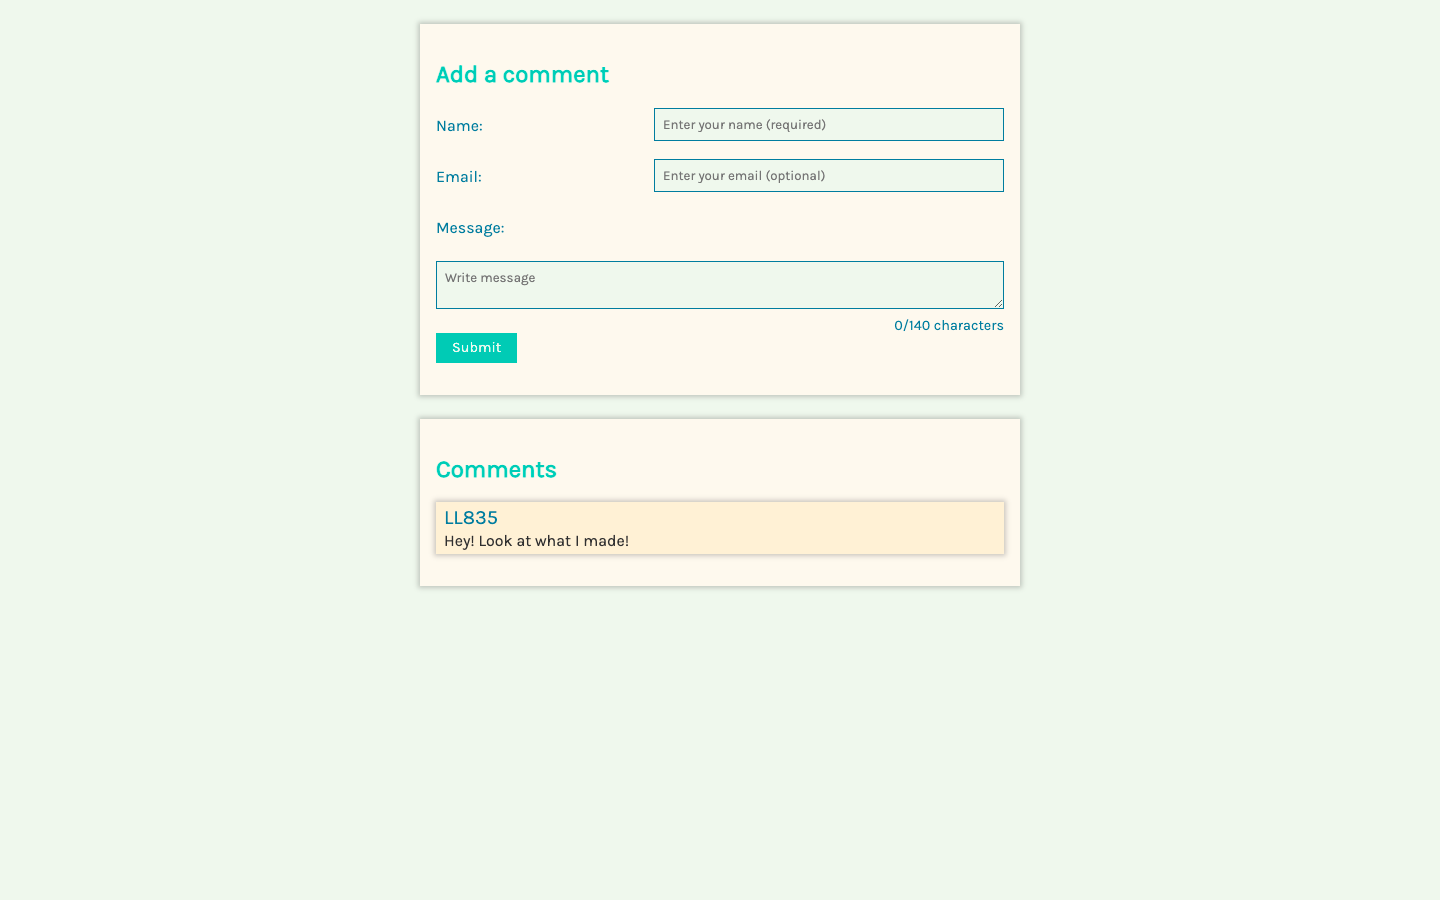 Add a comment
Name:
Enter your name (required)
Email:
Enter your email (optional)
Message:
Write message
0/140 characters
Submit
Comments
LL835
Hey! Look at what I made!